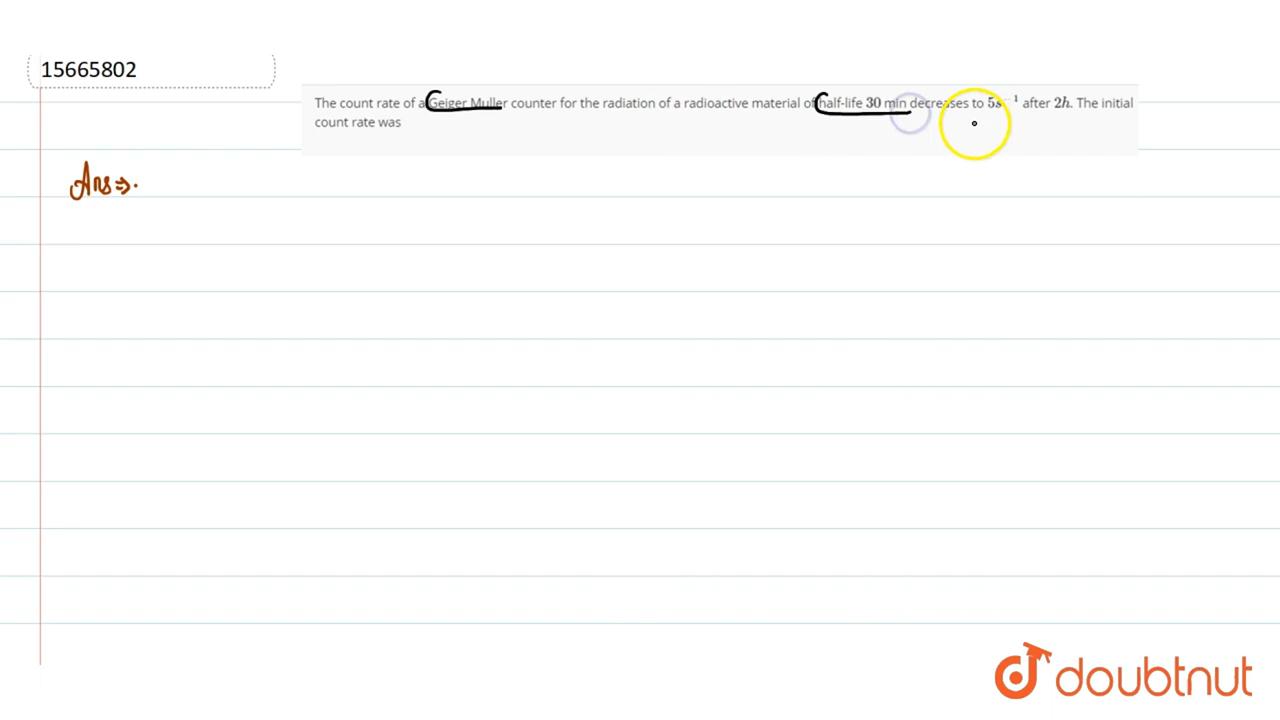 15665802
The count rate of a Geiger Muller counter for the radiation of a radioactive material of half-life 30 min decreases to 5s⁻¹ after 2h. The initial
count rate was
Ans⇒.
doubtnut